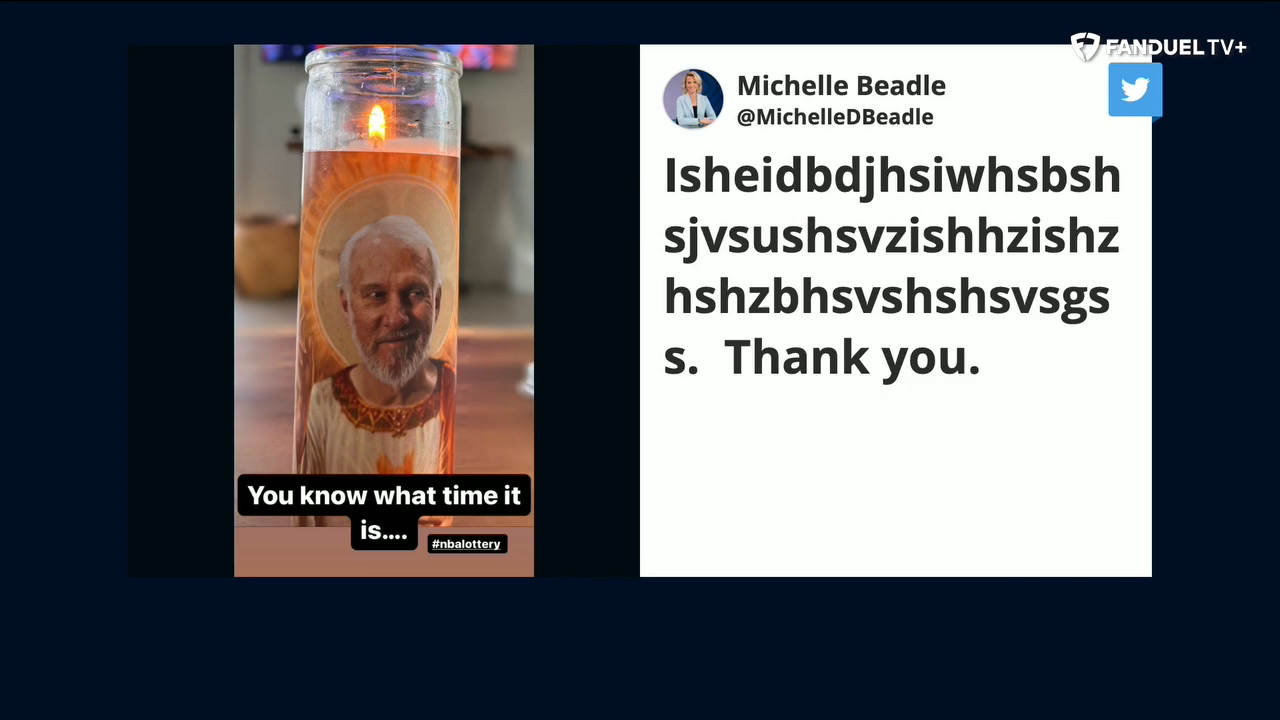 FANDUEL TV+
Michelle Beadle
@MichelleDBeadle
Isheidbdjhsiwhsbsh
sjvsushsvzishhzishz
hshzbhsvshshsvsgs
s.  Thank you.
You know what time it
is....
#nbalottery